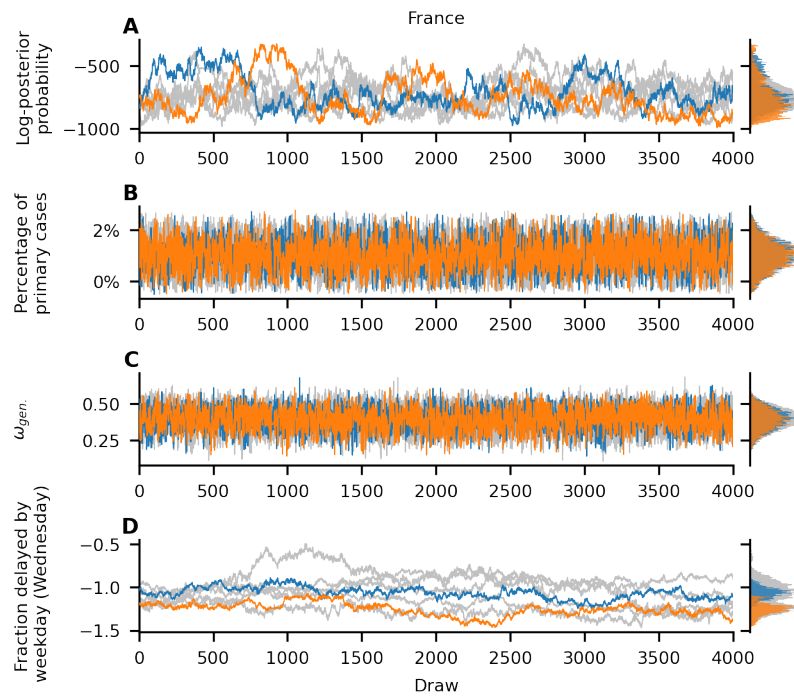 France
A
Log-posterior
probability
−500
−1000
0 500 1000 1500 2000 2500 3000 3500 4000
B
Percentage of
primary cases
2%
0%
0 500 1000 1500 2000 2500 3000 3500 4000
C
ω_gen.
0.50
0.25
0 500 1000 1500 2000 2500 3000 3500 4000
D
Fraction delayed by
weekday (Wednesday)
−0.5
−1.0
−1.5
0 500 1000 1500 2000 2500 3000 3500 4000
Draw